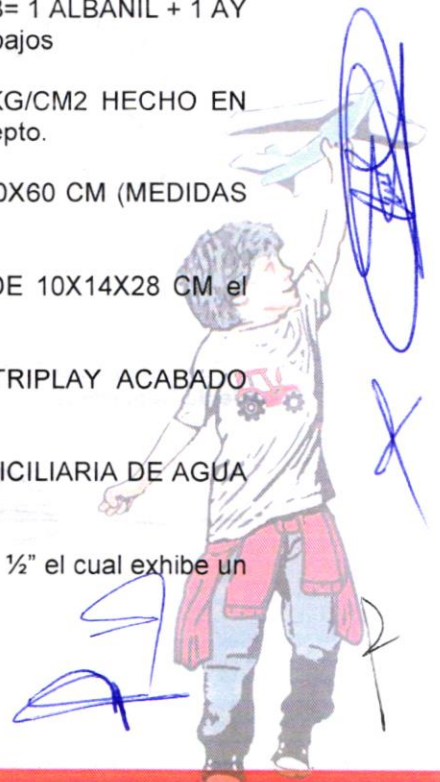 = 1 ALBAÑIL + 1 AY
bajos
KG/CM2 HECHO EN
epto.
0X60 CM (MEDIDAS
DE 10X14X28 CM el
TRIPLAY ACABADO
ICILIARIA DE AGUA
½” el cual exhibe un